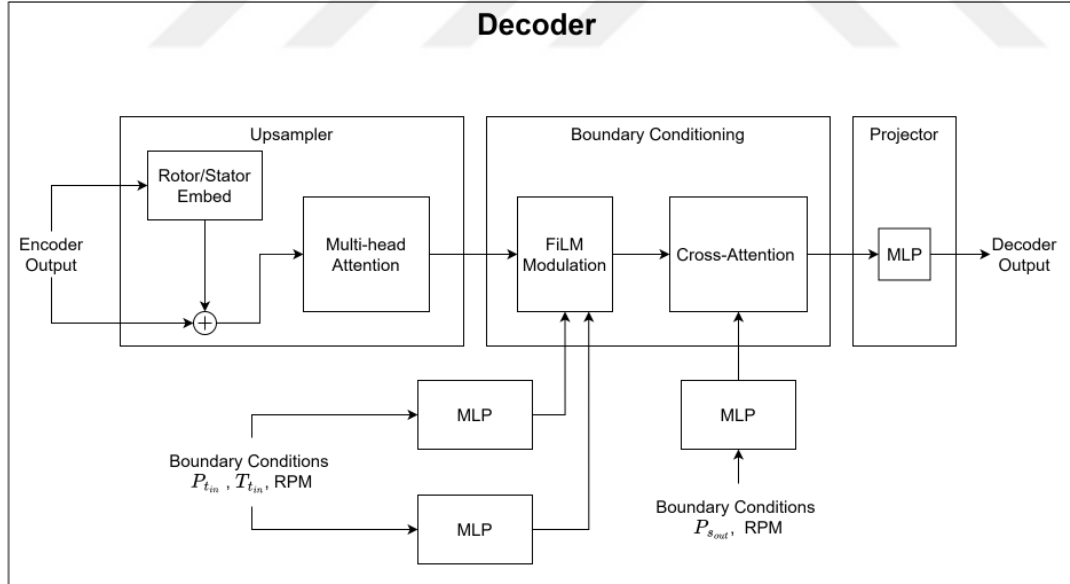 Decoder
Upsampler
Boundary Conditioning
Projector
Rotor/Stator
Embed
Encoder
Output
Multi-head
Attention
FiLM
Modulation
Cross-Attention
MLP
Decoder
Output
MLP
MLP
Boundary Conditions
P_{t_{in}} , T_{t_{in}}, RPM
MLP
Boundary Conditions
P_{s_{out}}, RPM